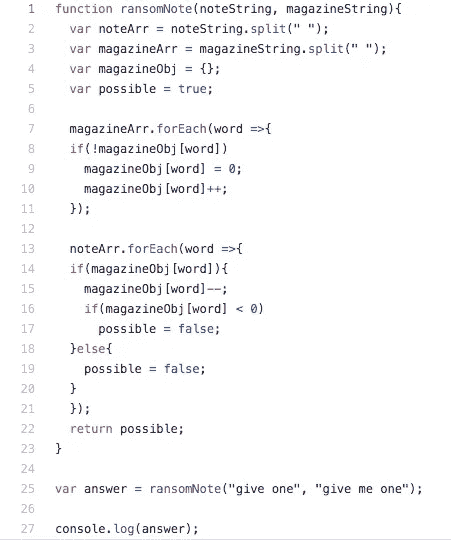 1 function ransomNote(noteString, magazineString){
2   var noteArr = noteString.split(" ");
3   var magazineArr = magazineString.split(" ");
4   var magazineObj = {};
5   var possible = true;
6
7   magazineArr.forEach(word =>{
8   if(!magazineObj[word])
9     magazineObj[word] = 0;
10     magazineObj[word]++;
11   });
12
13   noteArr.forEach(word =>{
14   if(magazineObj[word]){
15     magazineObj[word]--;
16     if(magazineObj[word] < 0)
17       possible = false;
18   }else{
19     possible = false;
20   }
21   });
22   return possible;
23 }
24
25 var answer = ransomNote("give one", "give me one");
26
27 console.log(answer);